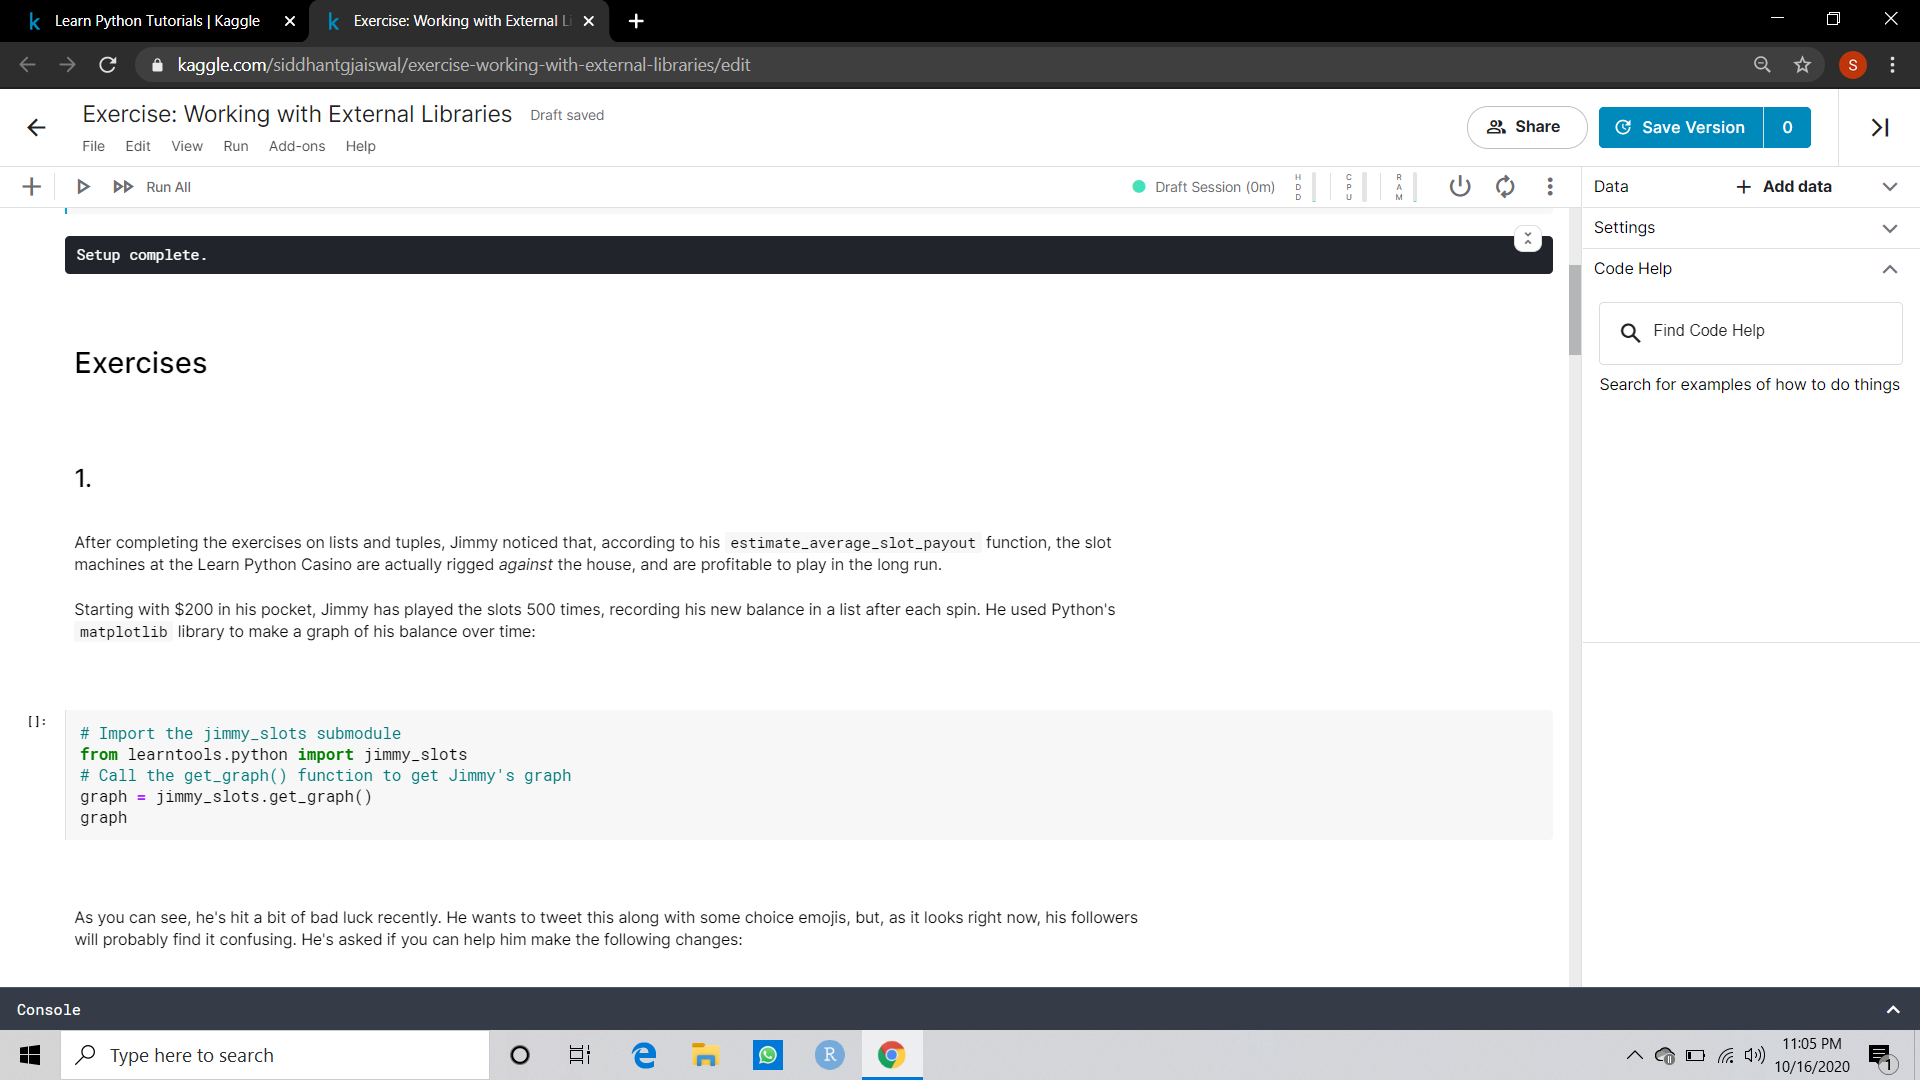 Learn Python Tutorials | Kaggle
Exercise: Working with External Li
kaggle.com/siddhantgjaiswal/exercise-working-with-external-libraries/edit
S
Exercise: Working with External Libraries Draft saved
File Edit View Run Add-ons Help
Share
Save Version 0
Run All
Draft Session (0m)
HDD
CPU
RAM
Data
Add data
Settings
Code Help
Find Code Help
Search for examples of how to do things
Setup complete.
Exercises
1.
After completing the exercises on lists and tuples, Jimmy noticed that, according to his estimate_average_slot_payout function, the slot
machines at the Learn Python Casino are actually rigged against the house, and are profitable to play in the long run.
Starting with $200 in his pocket, Jimmy has played the slots 500 times, recording his new balance in a list after each spin. He used Python's
matplotlib library to make a graph of his balance over time:
[]:
# Import the jimmy_slots submodule
from learntools.python import jimmy_slots
# Call the get_graph() function to get Jimmy's graph
graph = jimmy_slots.get_graph()
graph
As you can see, he's hit a bit of bad luck recently. He wants to tweet this along with some choice emojis, but, as it looks right now, his followers
will probably find it confusing. He's asked if you can help him make the following changes:
Console
Type here to search
R
11:05 PM
10/16/2020
1